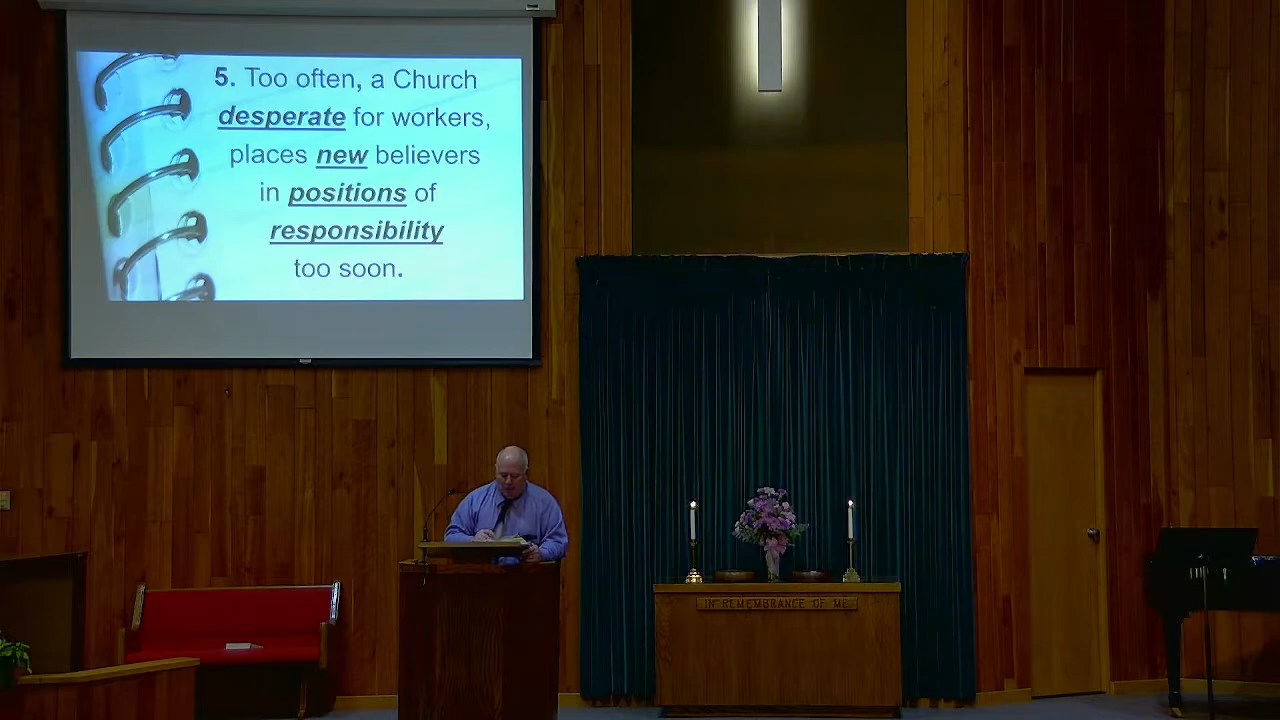 5. Too often, a Church
desperate for workers,
places new believers
in positions of
responsibility
too soon.
IN REMEMBRANCE OF ME